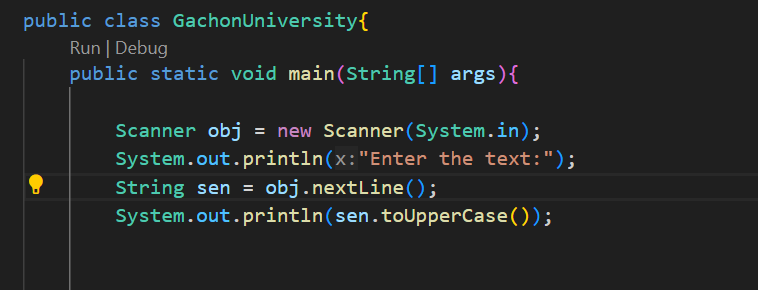 public class GachonUniversity{
Run | Debug
public static void main(String[] args){
Scanner obj = new Scanner(System.in);
System.out.println(x:"Enter the text:");
String sen = obj.nextLine();
System.out.println(sen.toUpperCase());